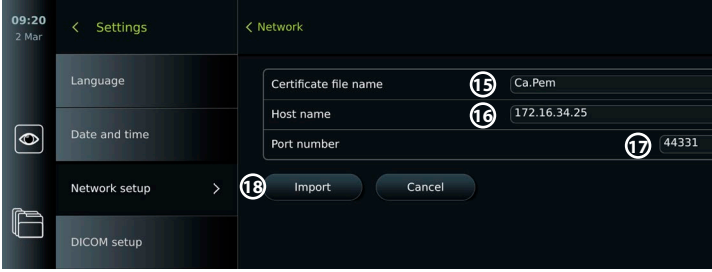 09:20
2 Mar
Settings
Network
Language
Date and time
Network setup
DICOM setup
Certificate file name 15 Ca.Pem
Host name 16 172.16.34.25
Port number 17 44331
18 Import Cancel